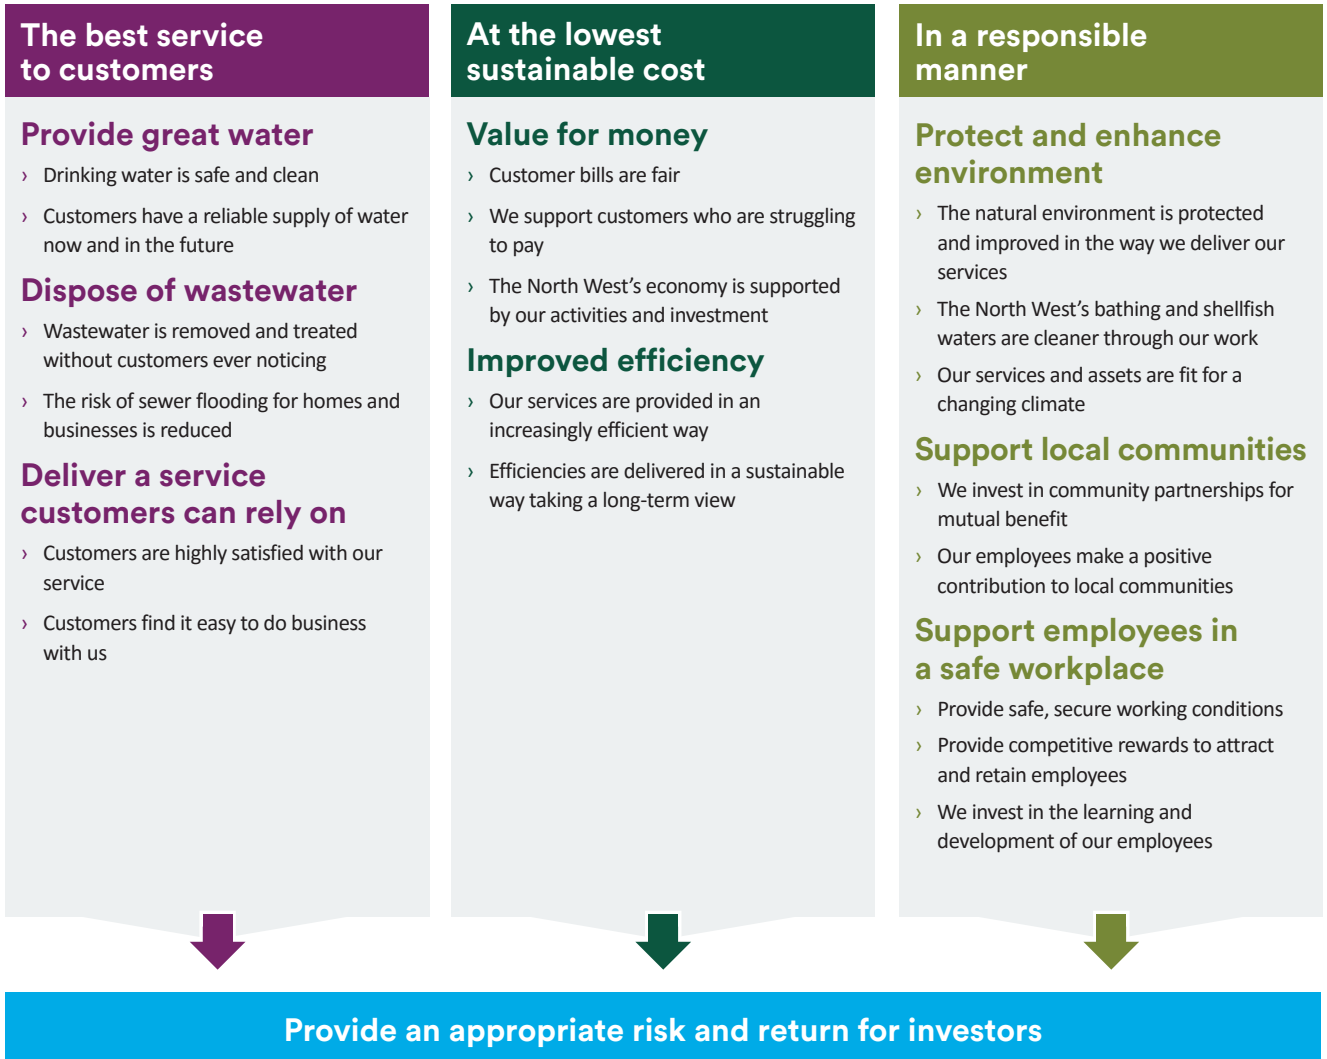 The best service
to customers
Provide great water
› Drinking water is safe and clean
› Customers have a reliable supply of water
now and in the future
Dispose of wastewater
› Wastewater is removed and treated
without customers ever noticing
› The risk of sewer flooding for homes and
businesses is reduced
Deliver a service
customers can rely on
› Customers are highly satisfied with our
service
› Customers find it easy to do business
with us
At the lowest
sustainable cost
Value for money
› Customer bills are fair
› We support customers who are struggling
to pay
› The North West’s economy is supported
by our activities and investment
Improved efficiency
› Our services are provided in an
increasingly efficient way
› Efficiencies are delivered in a sustainable
way taking a long-term view
In a responsible
manner
Protect and enhance
environment
› The natural environment is protected
and improved in the way we deliver our
services
› The North West’s bathing and shellfish
waters are cleaner through our work
› Our services and assets are fit for a
changing climate
Support local communities
› We invest in community partnerships for
mutual benefit
› Our employees make a positive
contribution to local communities
Support employees in
a safe workplace
› Provide safe, secure working conditions
› Provide competitive rewards to attract
and retain employees
› We invest in the learning and
development of our employees
Provide an appropriate risk and return for investors